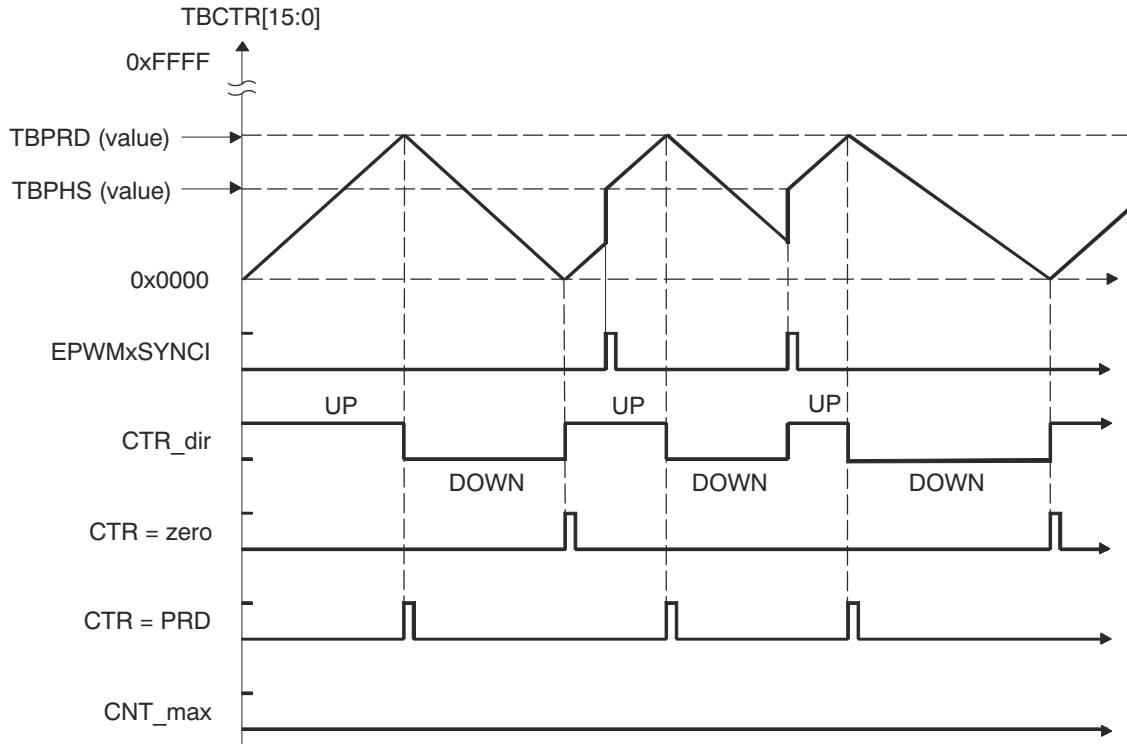 TBCTR[15:0]
0xFFFF
TBPRD (value)
TBPHS (value)
0x0000
EPWMxSYNCI
UP UP UP
CTR_dir
DOWN DOWN DOWN
CTR = zero
CTR = PRD
CNT_max